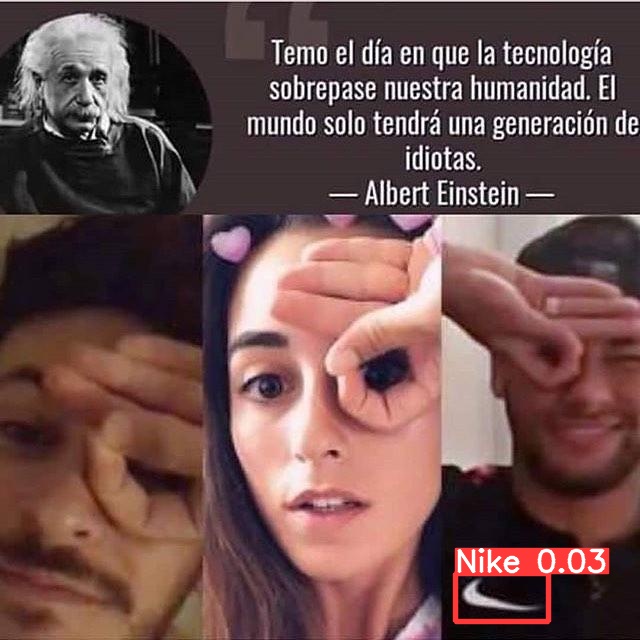 Temo el día en que la tecnología
sobrepase nuestra humanidad. El
mundo solo tendrá una generación de
idiotas.
— Albert Einstein —
Nike 0.03